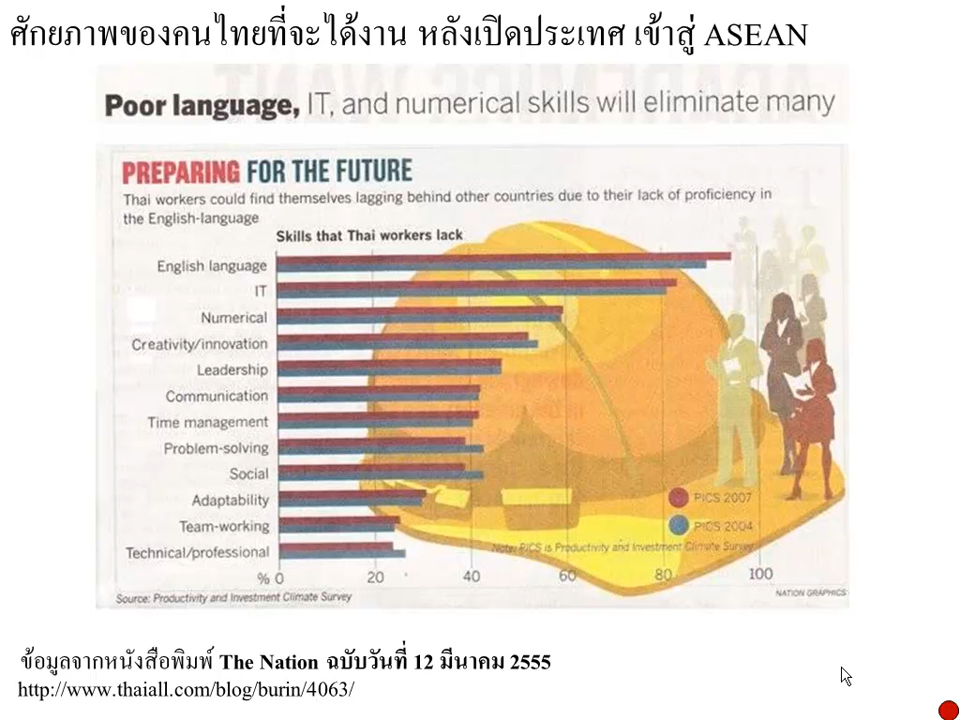 ศักยภาพของคนไทยที่จะได้งาน หลังเปิดประเทศ เข้าสู่ ASEAN
Poor language, IT, and numerical skills will eliminate many
PREPARING FOR THE FUTURE
Thai workers could find themselves lagging behind other countries due to their lack of proficiency in
the English-language
Skills that Thai workers lack
English language
IT
Numerical
Creativity/innovation
Leadership
Communication
Time management
Problem-solving
Social
Adaptability
Team-working
Technical/professional
PICS 2007
PICS 2004
Note: PICS is Productivity and Investment Climate Survey
% 0 20 40 60 80 100
Source: Productivity and Investment Climate Survey
NATION GRAPHICS
ข้อมูลจากหนังสือพิมพ์ The Nation ฉบับวันที่ 12 มีนาคม 2555
http://www.thaiall.com/blog/burin/4063/